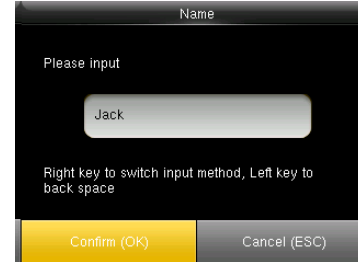 Name
Please input
Jack
Right key to switch input method, Left key to
back space
Confirm (OK)
Cancel (ESC)